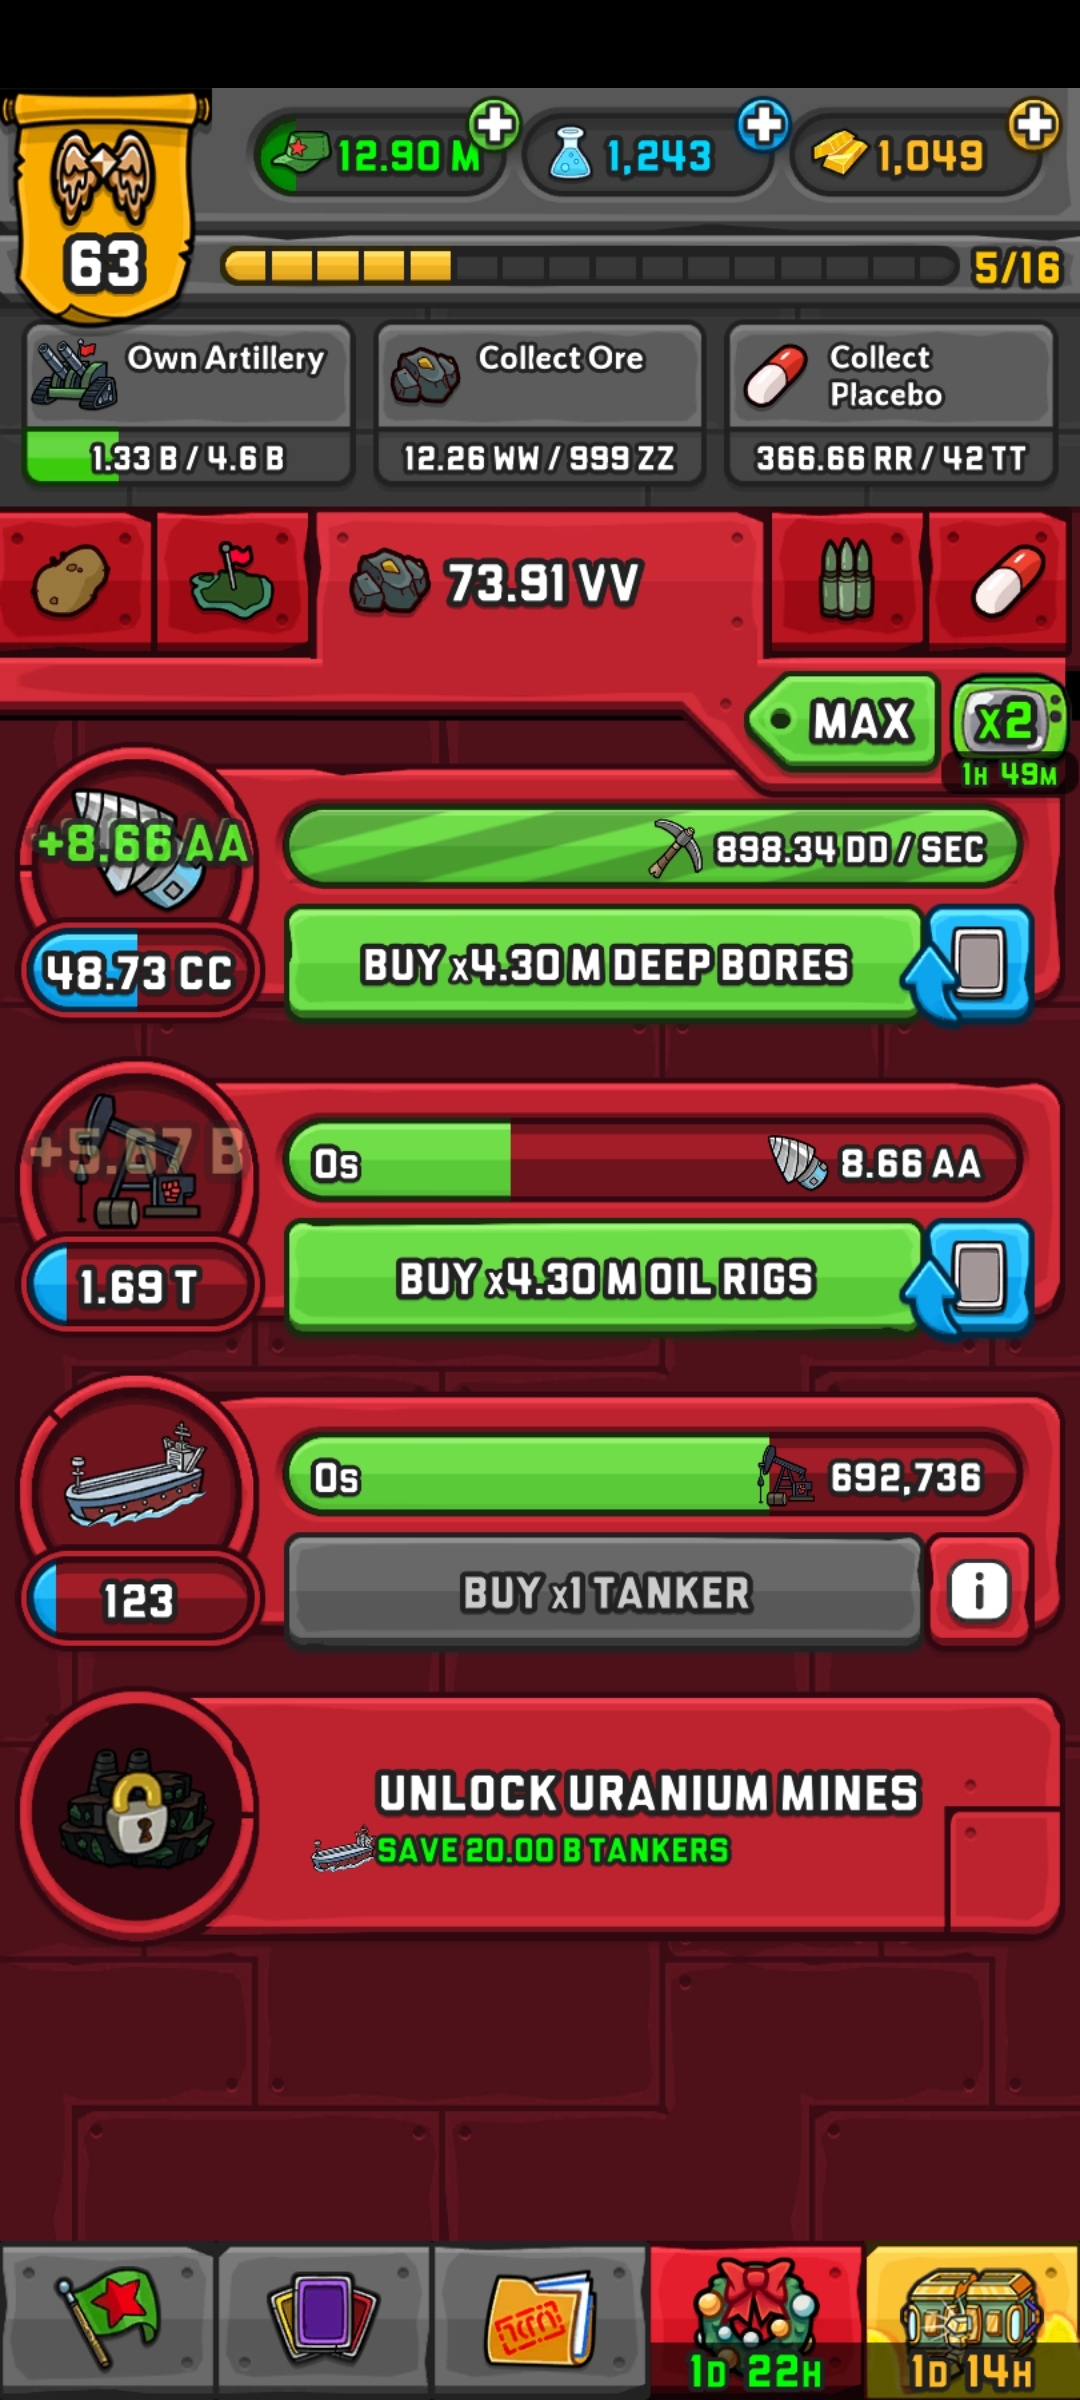 12.90 M
1,243
1,049
63
5/16
Own Artillery
1.33 B / 4.6 B
Collect Ore
12.26 WW / 999 ZZ
Collect
Placebo
366.66 RR / 42 TT
73.91 VV
MAX
x2
1H 49M
+8.66 AA
898.34 DD / SEC
48.73 CC
BUY x4.30 M DEEP BORES
+5.67 B
0s
8.66 AA
1.69 T
BUY x4.30 M OIL RIGS
0s
692,736
123
BUY x1 TANKER
i
UNLOCK URANIUM MINES
SAVE 20.00 B TANKERS
1D 22H
1D 14H